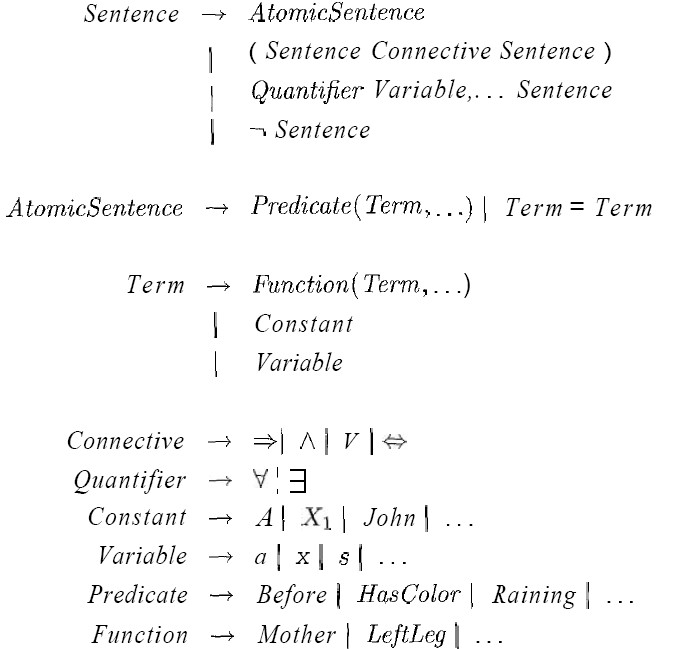 Sentence → AtomicSentence
| ( Sentence Connective Sentence )
| Quantifier Variable,... Sentence
| ¬ Sentence
AtomicSentence → Predicate(Term,...) | Term = Term
Term → Function(Term,...)
| Constant
| Variable
Connective → ⇒| ∧ | V | ⇔
Quantifier → ∀ ¦ ∃
Constant → A | X₁ | John | ...
Variable → a | x | s | ...
Predicate → Before | HasColor | Raining | ...
Function → Mother | LeftLeg | ...